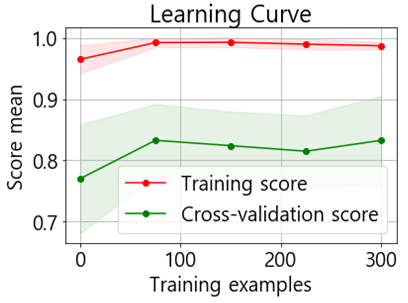 Learning Curve
1.0
0.9
0.8
0.7
Score mean
Training score
Cross-validation score
0 100 200 300
Training examples